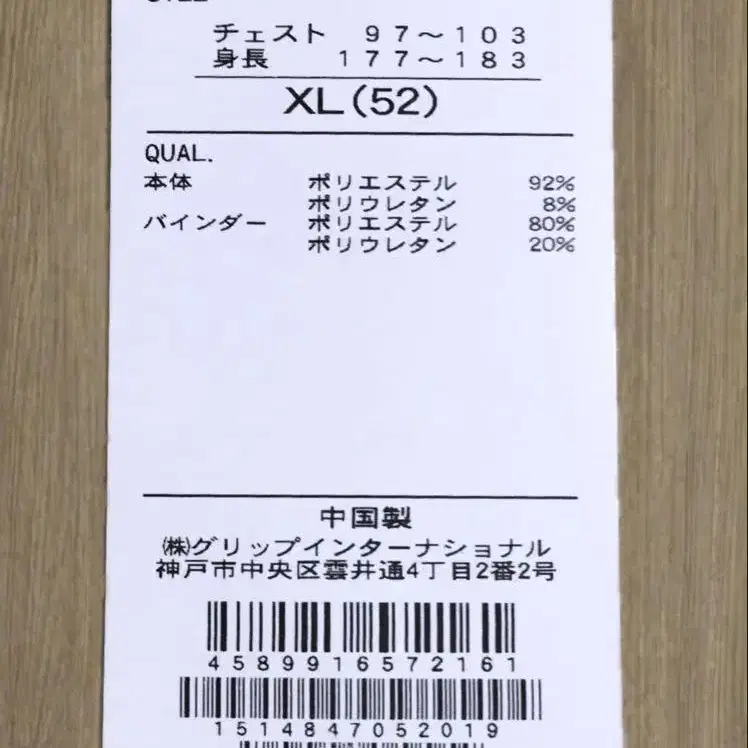 チェスト 97〜103
身長 177〜183
XL(52)
QUAL.
本体 ポリエステル 92%
ポリウレタン 8%
バインダー ポリエステル 80%
ポリウレタン 20%
中国製
㈱グリップインターナショナル
神戸市中央区雲井通4丁目2番2号
4589916572161
1514847052019